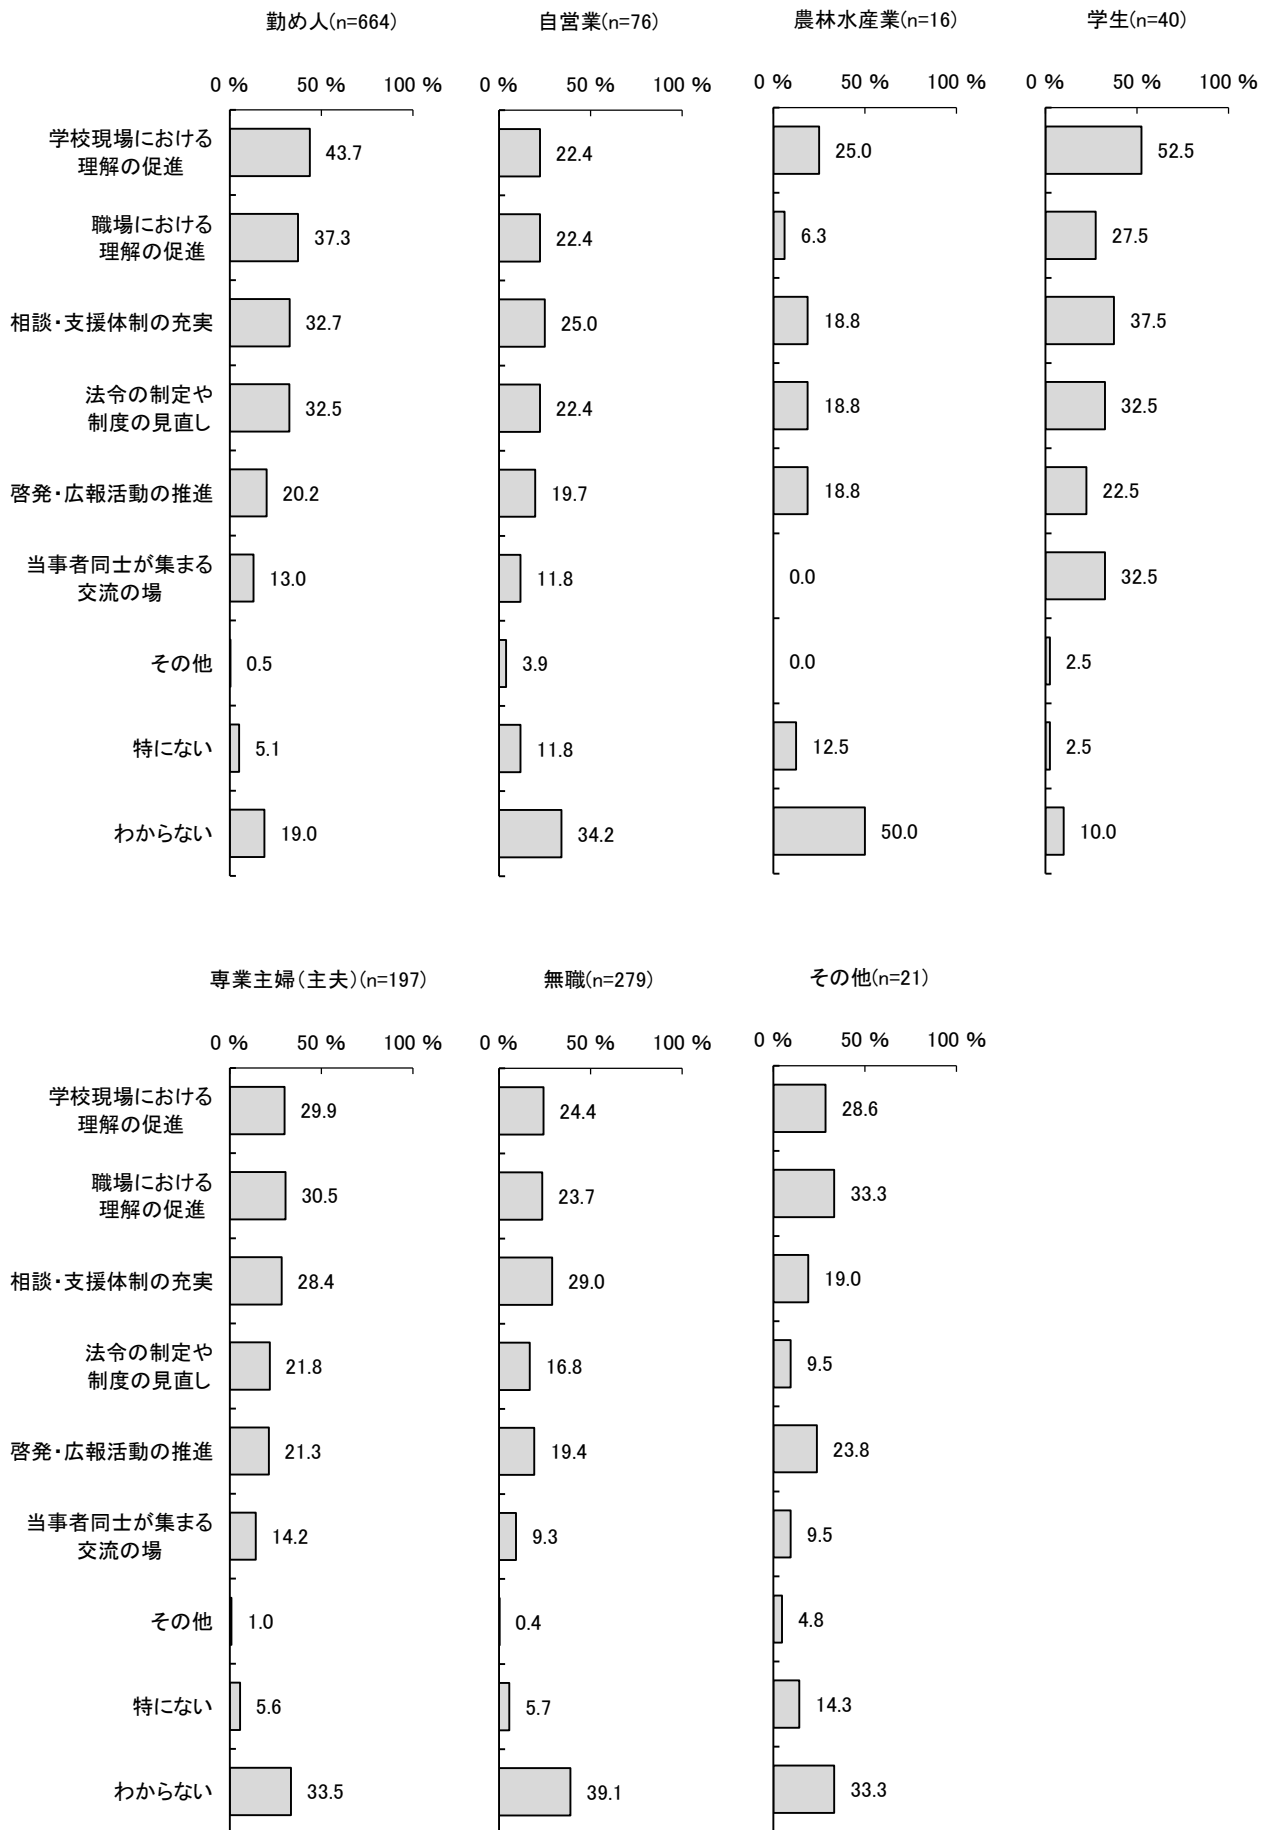 勤め人(n=664) 自営業(n=76) 農林水産業(n=16) 学生(n=40)
0 % 50 % 100 % 0 % 50 % 100 % 0 % 50 % 100 % 0 % 50 % 100 %
学校現場における
理解の促進
43.7 22.4 25.0 52.5
職場における
理解の促進
37.3 22.4 6.3 27.5
相談・支援体制の充実 32.7 25.0 18.8 37.5
法令の制定や
制度の見直し
32.5 22.4 18.8 32.5
啓発・広報活動の推進 20.2 19.7 18.8 22.5
当事者同士が集まる
交流の場
13.0 11.8 0.0 32.5
その他 0.5 3.9 0.0 2.5
特にない 5.1 11.8 12.5 2.5
わからない 19.0 34.2 50.0 10.0
専業主婦(主夫)(n=197) 無職(n=279) その他(n=21)
0 % 50 % 100 % 0 % 50 % 100 % 0 % 50 % 100 %
学校現場における
理解の促進
29.9 24.4 28.6
職場における
理解の促進
30.5 23.7 33.3
相談・支援体制の充実 28.4 29.0 19.0
法令の制定や
制度の見直し
21.8 16.8 9.5
啓発・広報活動の推進 21.3 19.4 23.8
当事者同士が集まる
交流の場
14.2 9.3 9.5
その他 1.0 0.4 4.8
特にない 5.6 5.7 14.3
わからない 33.5 39.1 33.3